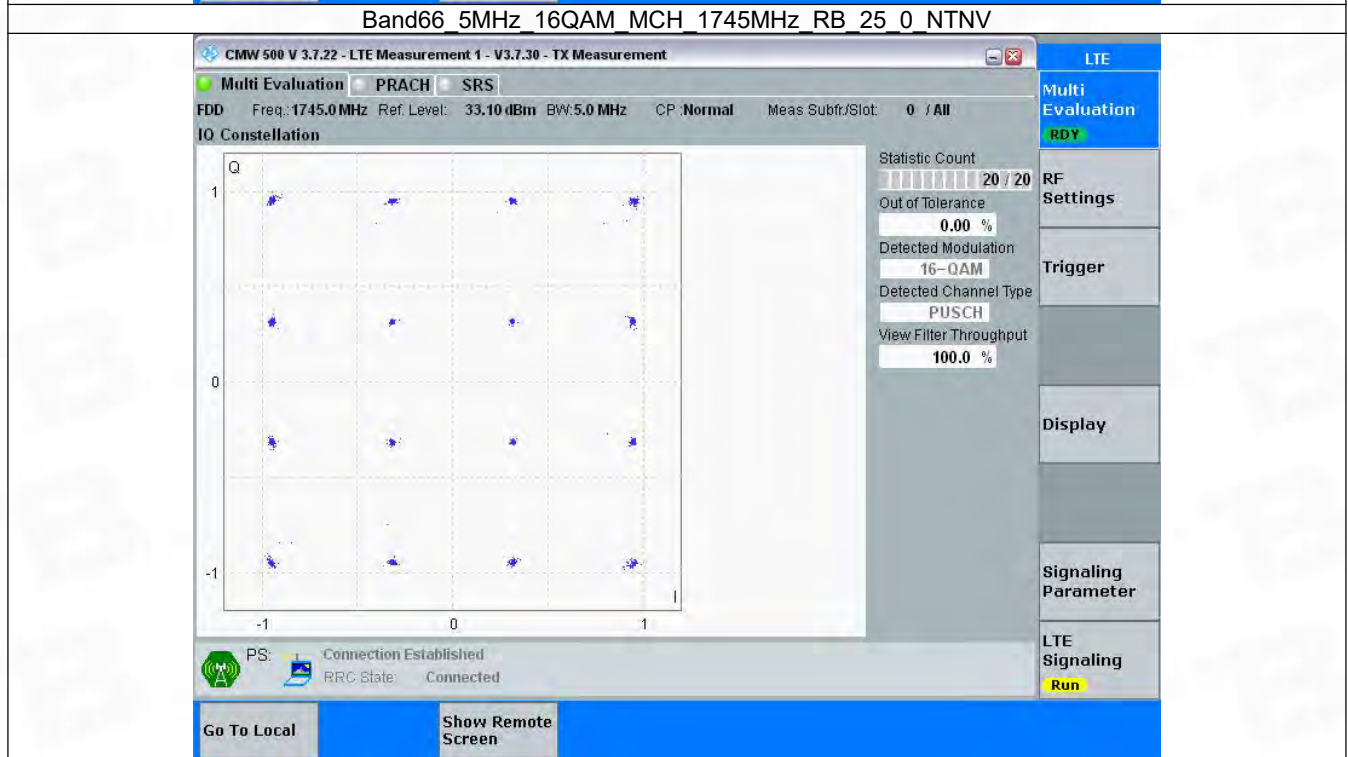 Band66_5MHz_16QAM_MCH_1745MHz_RB_25_0_NTNV
CMW 500 V 3.7.22 - LTE Measurement 1 - V3.7.30 - TX Measurement
LTE
Multi Evaluation PRACH SRS
FDD Freq.:1745.0 MHz Ref. Level: 33.10 dBm BW:5.0 MHz CP :Normal Meas Subfr./Slot: 0 / All
IQ Constellation
Multi
Evaluation
RDY
Q
1
0
-1
I
-1 0 1
Statistic Count
20 / 20
Out of Tolerance
0.00 %
Detected Modulation
16-QAM
Detected Channel Type
PUSCH
View Filter Throughput
100.0 %
RF
Settings
Trigger
Display
Signaling
Parameter
LTE
Signaling
Run
PS: Connection Established
RRC State: Connected
Go To Local
Show Remote
Screen